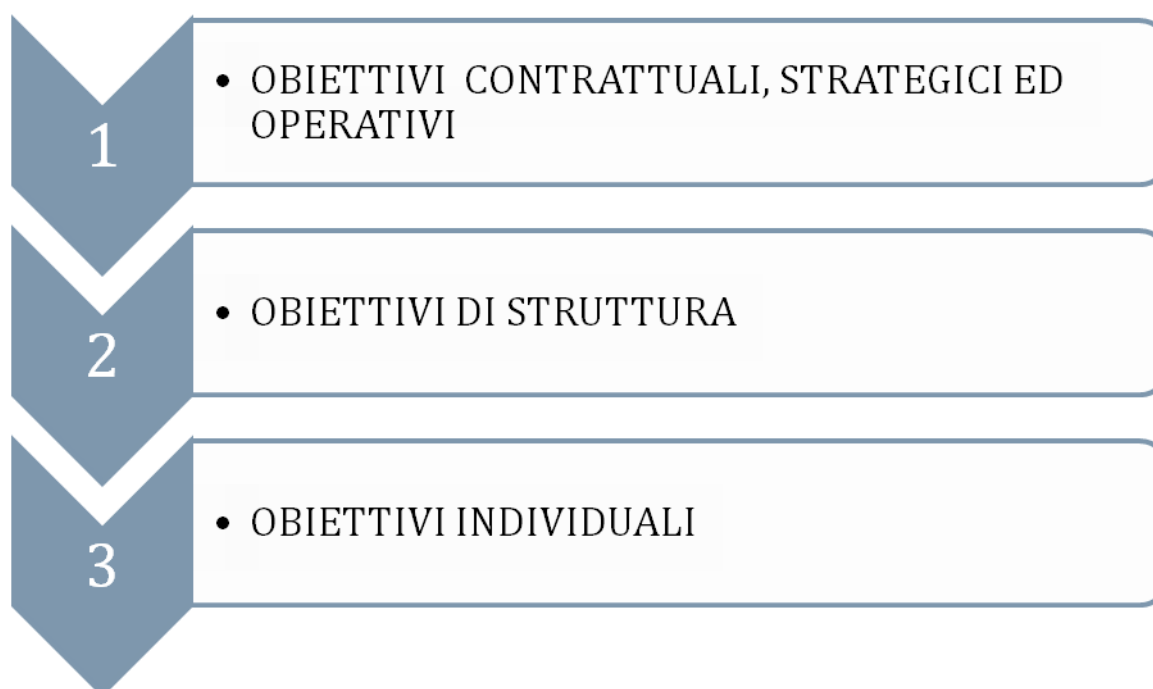 1
• OBIETTIVI CONTRATTUALI, STRATEGICI ED
OPERATIVI
2
• OBIETTIVI DI STRUTTURA
3
• OBIETTIVI INDIVIDUALI